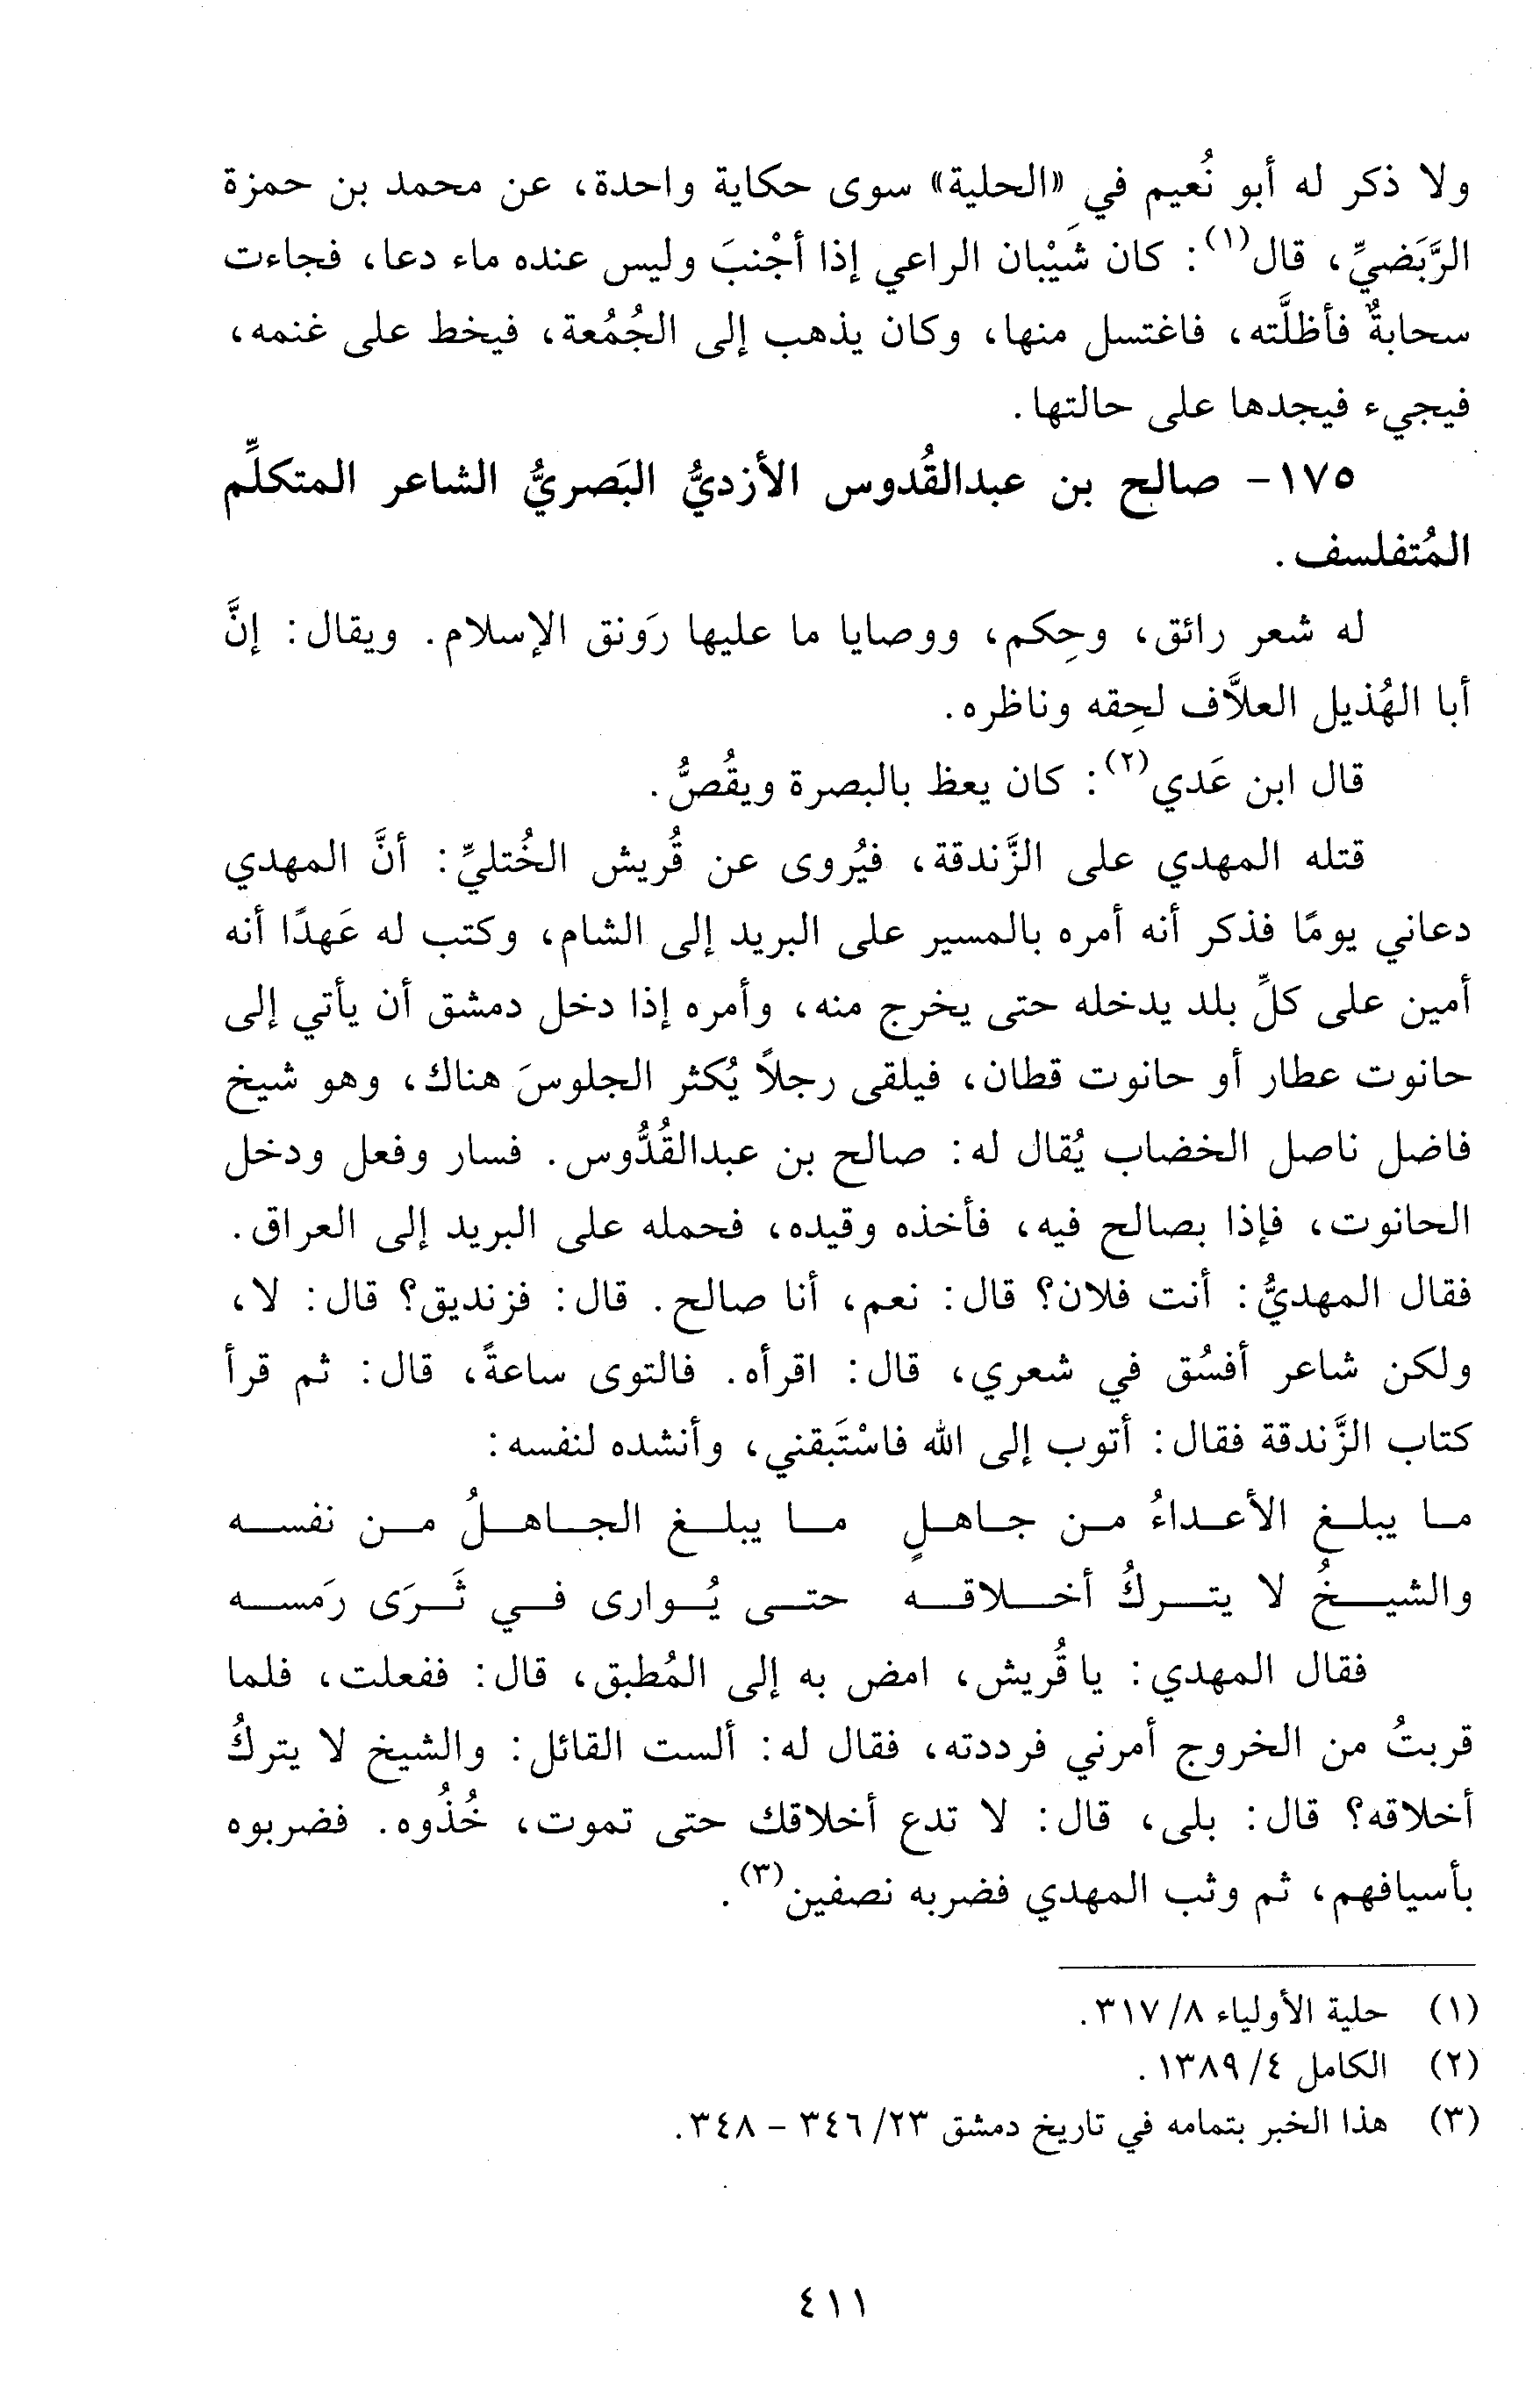 ولا ذكر له أبو نُعيم في «الحلية» سوى حكاية واحدة، عن محمد بن حمزة
الرَّبَضيِّ، قال(١): كان شَيْبان الراعي إذا أجْنبَ وليس عنده ماء دعا، فجاءت
سحابةٌ فأظلَّته، فاغتسل منها، وكان يذهب إلى الجُمُعة، فيخط على غنمه،
فيجيء فيجدها على حالتها.
١٧٥- صالح بن عبدالقُدوس الأزديُّ البَصريُّ الشاعر المتكلِّم
المُتفلسف.
له شعر رائق، وحِكم، ووصايا ما عليها رَونق الإسلام. ويقال: إنَّ
أبا الهُذيل العلاَّف لحِقه وناظره.
قال ابن عَدي(٢): كان يعظ بالبصرة ويقُصُّ.
قتله المهدي على الزَّندقة، فيُروى عن قُريش الخُتليِّ: أنَّ المهدي
دعاني يومًا فذكر أنه أمره بالمسير على البريد إلى الشام، وكتب له عَهدًا أنه
أمين على كلِّ بلد يدخله حتى يخرج منه، وأمره إذا دخل دمشق أن يأتي إلى
حانوت عطار أو حانوت قطان، فيلقى رجلاً يُكثر الجلوسَ هناك، وهو شيخ
فاضل ناصل الخضاب يُقال له: صالح بن عبدالقُدُّوس. فسار وفعل ودخل
الحانوت، فإذا بصالح فيه، فأخذه وقيده، فحمله على البريد إلى العراق.
فقال المهديُّ: أنت فلان؟ قال: نعم، أنا صالح. قال: فزنديق؟ قال: لا،
ولكن شاعر أفسُق في شعري، قال: اقرأه. فالتوى ساعةً، قال: ثم قرأ
كتاب الزَّندقة فقال: أتوب إلى الله فاسْتَبقني، وأنشده لنفسه:
ما يبلغ الأعداءُ من جاهلٍ ما يبلغ الجاهلُ من نفسه
والشيخُ لا يتركُ أخلاقه حتى يُوارى في ثَرَى رَمسه
فقال المهدي: يا قُريش، امض به إلى المُطبق، قال: ففعلت، فلما
قربتُ من الخروج أمرني فرددته، فقال له: ألست القائل: والشيخ لا يتركُ
أخلاقه؟ قال: بلى، قال: لا تدع أخلاقك حتى تموت، خُذُوه. فضربوه
بأسيافهم، ثم وثب المهدي فضربه نصفين(٣).
(١) حلية الأولياء ٨/ ٣١٧.
(٢) الكامل ٤/ ١٣٨٩.
(٣) هذا الخبر بتمامه في تاريخ دمشق ٢٣/ ٣٤٦ - ٣٤٨.
٤١١